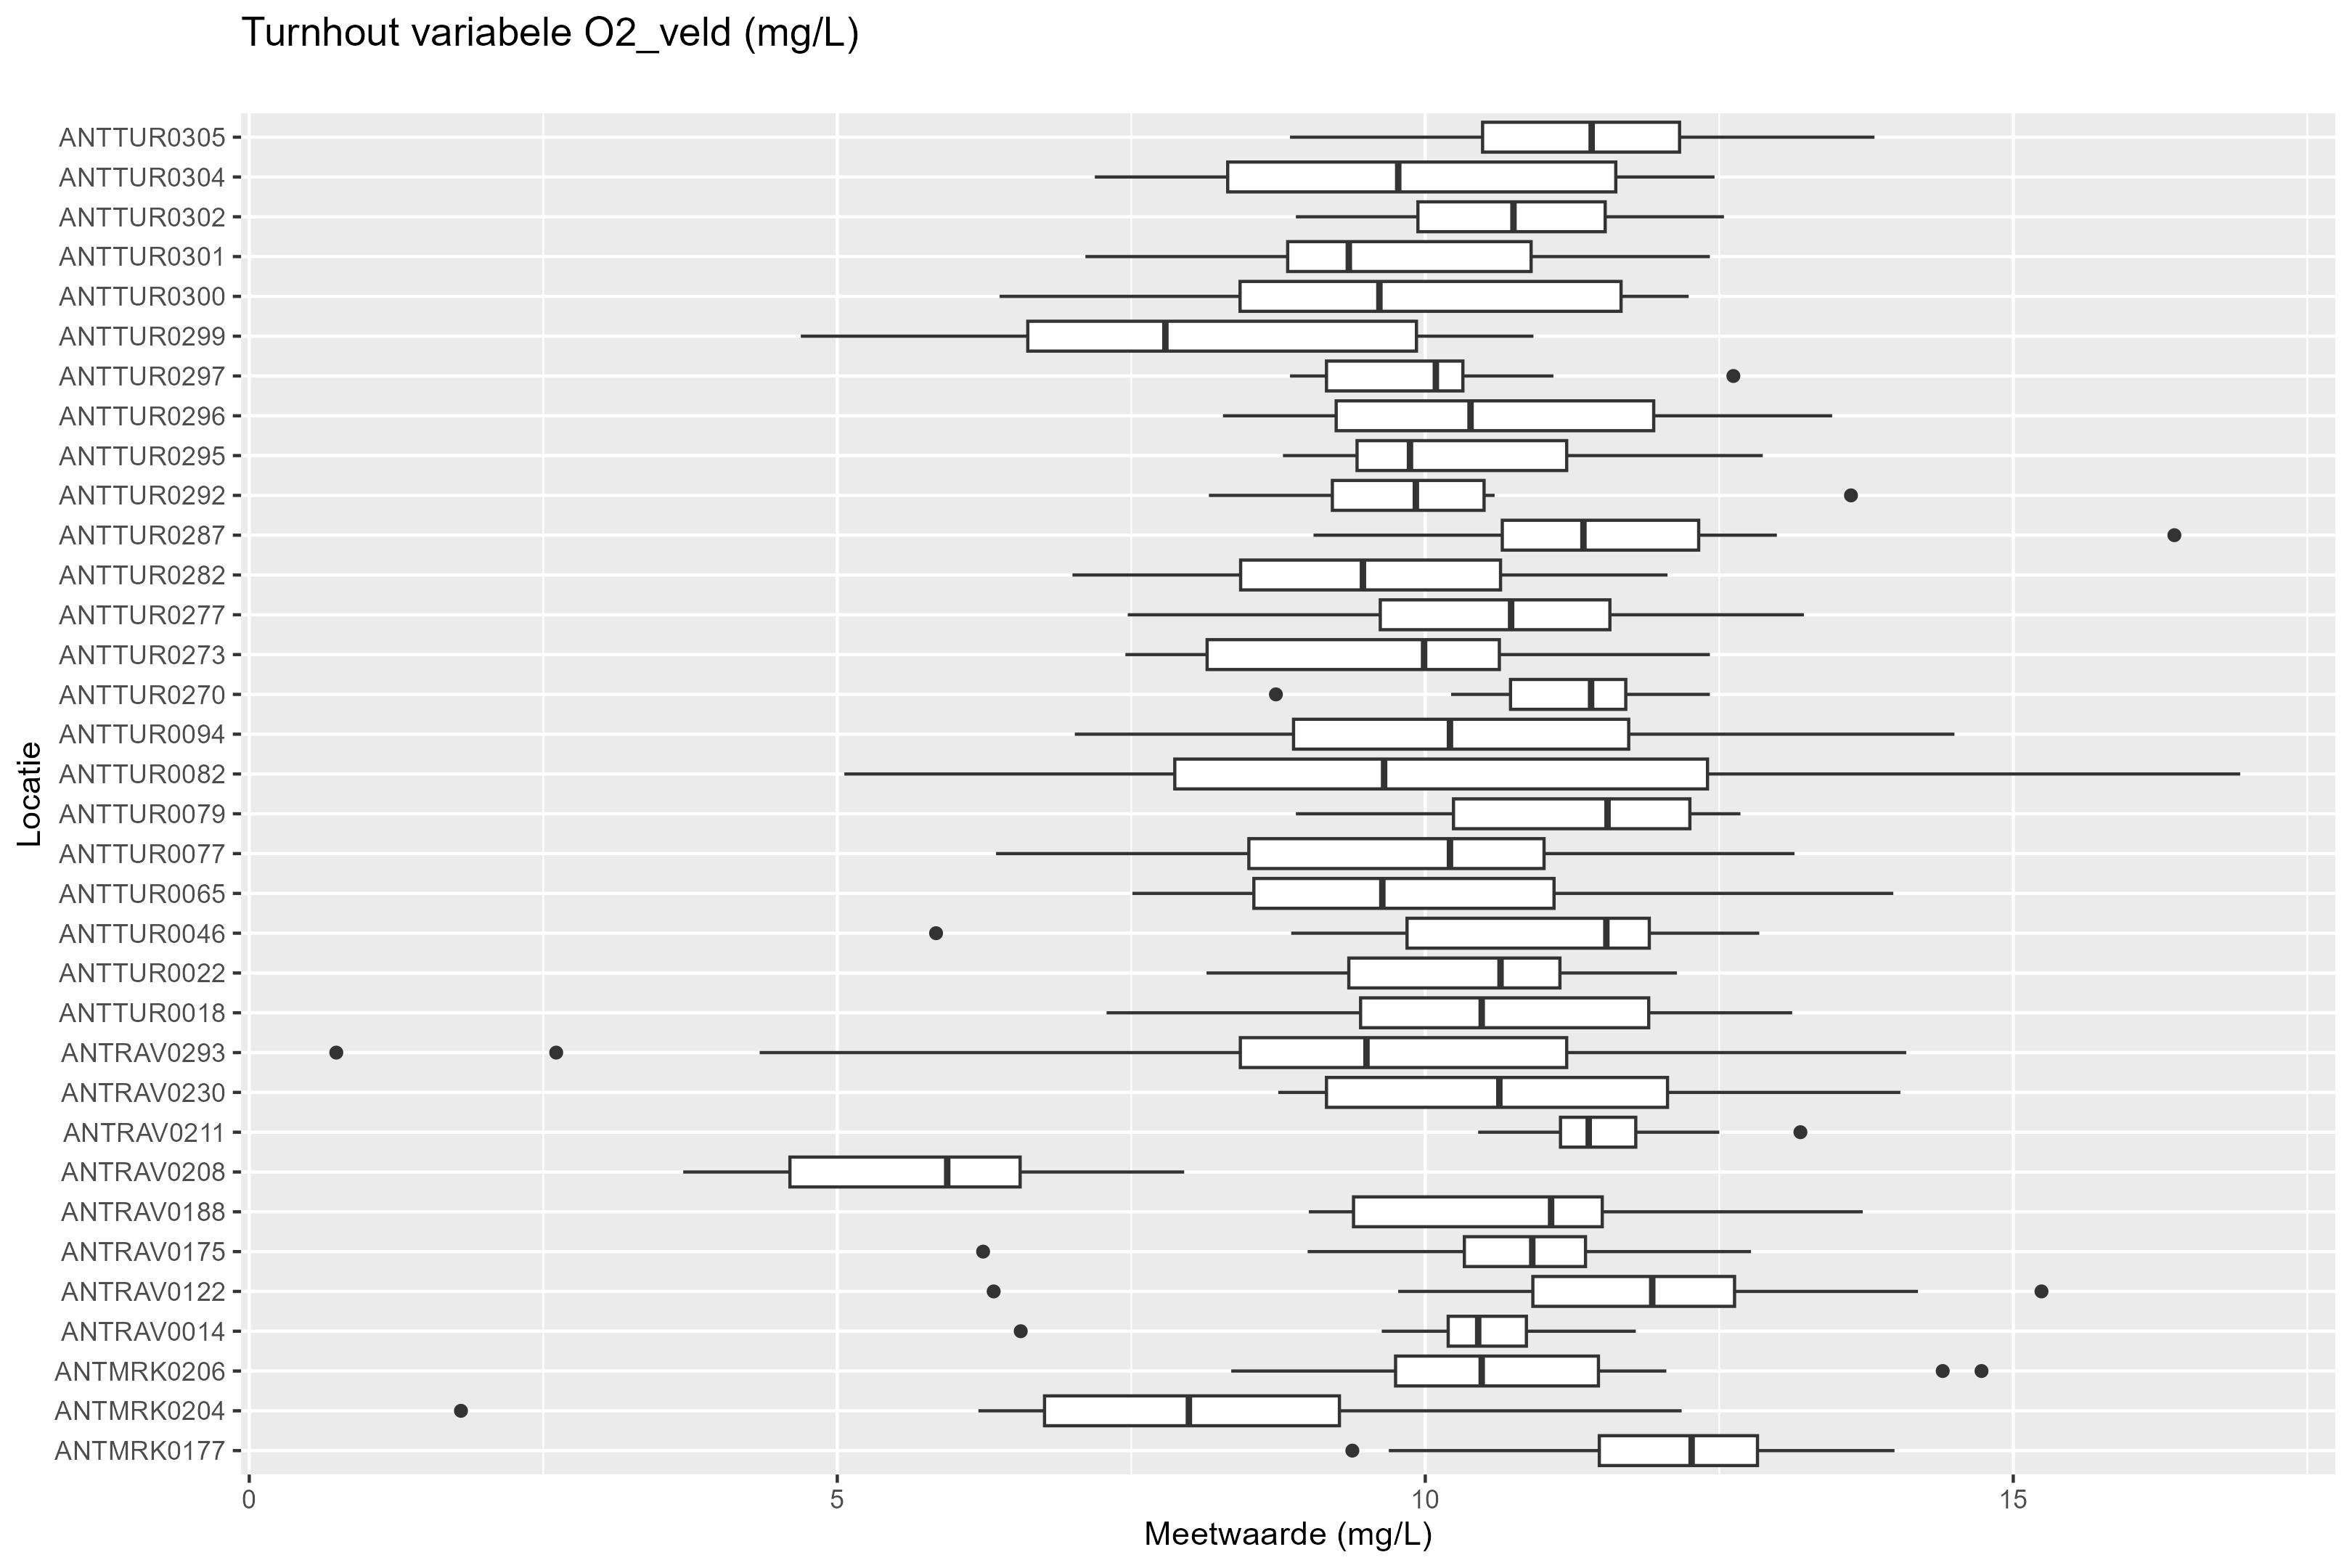 Turnhout variabele O2_veld (mg/L)
ANTTUR0305
ANTTUR0304
ANTTUR0302
ANTTUR0301
ANTTUR0300
ANTTUR0299
ANTTUR0297
ANTTUR0296
ANTTUR0295
ANTTUR0292
ANTTUR0287
ANTTUR0282
ANTTUR0277
ANTTUR0273
ANTTUR0270
ANTTUR0094
ANTTUR0082
ANTTUR0079
ANTTUR0077
ANTTUR0065
ANTTUR0046
ANTTUR0022
ANTTUR0018
ANTRAV0293
ANTRAV0230
ANTRAV0211
ANTRAV0208
ANTRAV0188
ANTRAV0175
ANTRAV0122
ANTRAV0014
ANTMRK0206
ANTMRK0204
ANTMRK0177
Locatie
0 5 10 15
Meetwaarde (mg/L)